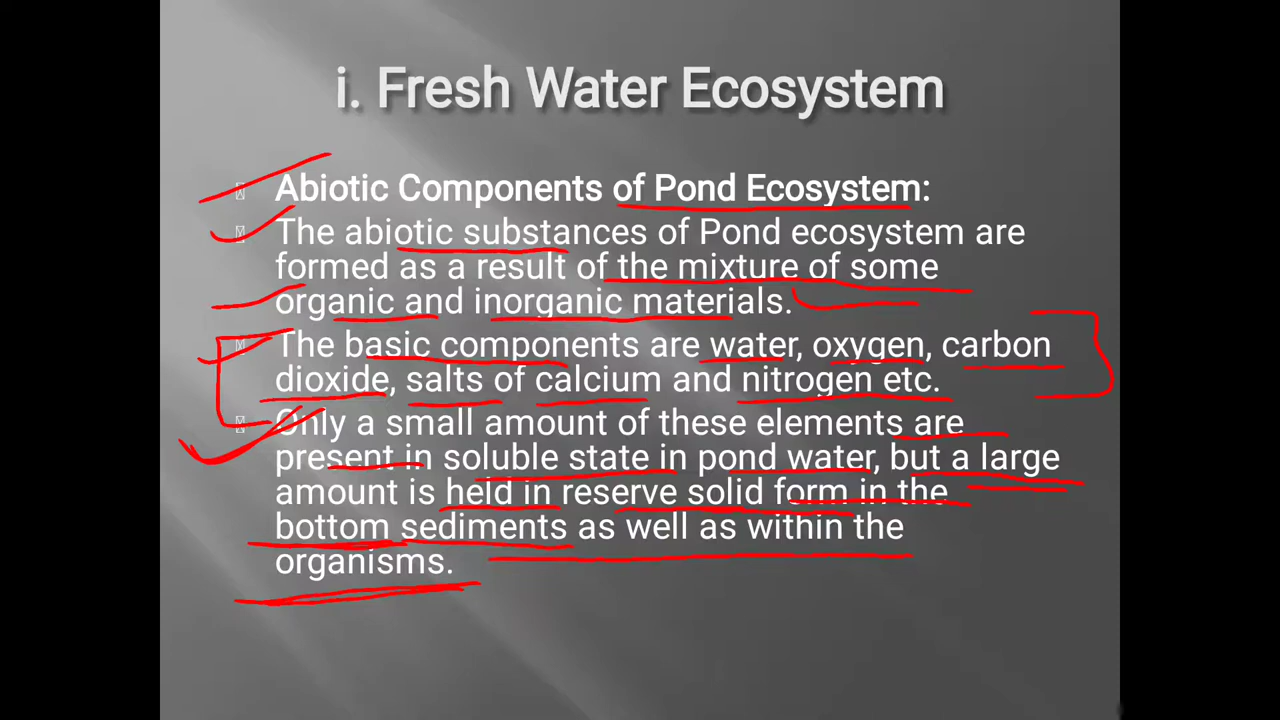 i. Fresh Water Ecosystem
Abiotic Components of Pond Ecosystem:
The abiotic substances of Pond ecosystem are
formed as a result of the mixture of some
organic and inorganic materials.
The basic components are water, oxygen, carbon
dioxide, salts of calcium and nitrogen etc.
Only a small amount of these elements are
present in soluble state in pond water, but a large
amount is held in reserve solid form in the
bottom sediments as well as within the
organisms.